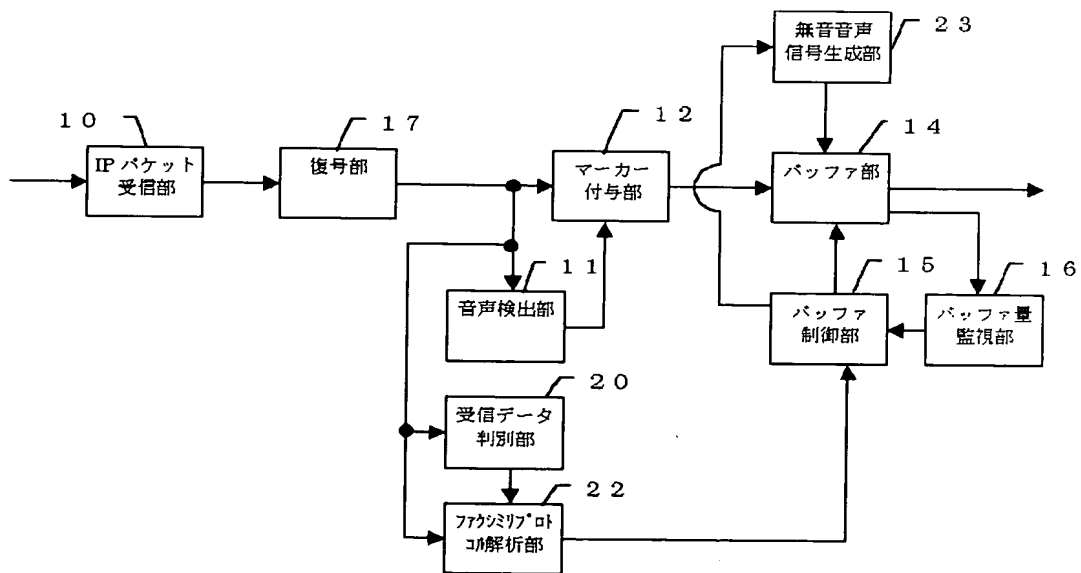 無音音声
信号生成部
23
10
IPパケット
受信部
17
復号部
12
マーカー
付与部
14
バッファ部
11
音声検出部
15
バッファ
制御部
16
バッファ量
監視部
20
受信データ
判別部
22
ファクシミリプロト
コル解析部